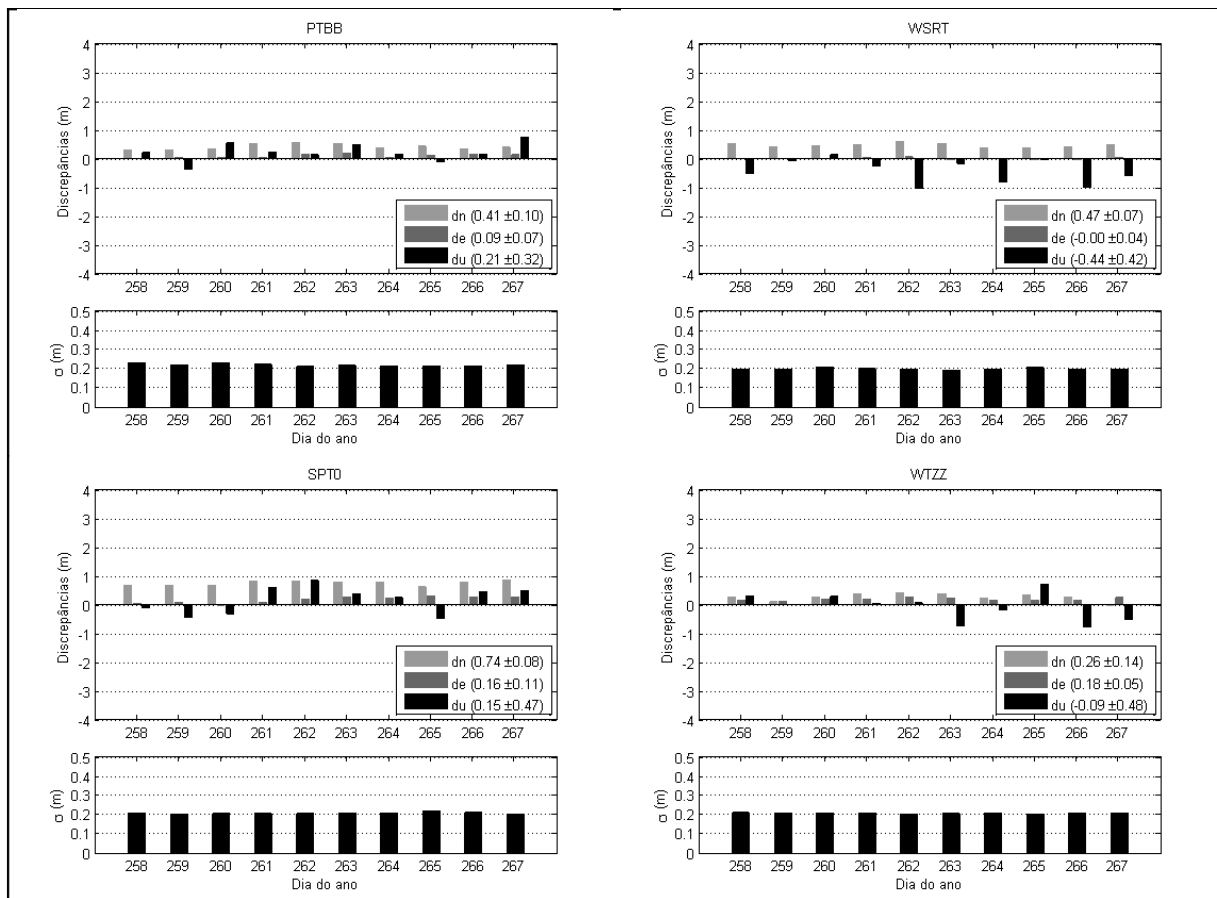 PTBB
Discrepâncias (m)
4
3
2
1
0
-1
-2
-3
-4
dn (0.41 ±0.10)
de (0.09 ±0.07)
du (0.21 ±0.32)
258 259 260 261 262 263 264 265 266 267
σ (m)
0.5
0.4
0.3
0.2
0.1
0
258 259 260 261 262 263 264 265 266 267
Dia do ano
WSRT
Discrepâncias (m)
4
3
2
1
0
-1
-2
-3
-4
dn (0.47 ±0.07)
de (-0.00 ±0.04)
du (-0.44 ±0.42)
258 259 260 261 262 263 264 265 266 267
σ (m)
0.5
0.4
0.3
0.2
0.1
0
258 259 260 261 262 263 264 265 266 267
Dia do ano
SPT0
Discrepâncias (m)
4
3
2
1
0
-1
-2
-3
-4
dn (0.74 ±0.08)
de (0.16 ±0.11)
du (0.15 ±0.47)
258 259 260 261 262 263 264 265 266 267
σ (m)
0.5
0.4
0.3
0.2
0.1
0
258 259 260 261 262 263 264 265 266 267
Dia do ano
WTZZ
Discrepâncias (m)
4
3
2
1
0
-1
-2
-3
-4
dn (0.26 ±0.14)
de (0.18 ±0.05)
du (-0.09 ±0.48)
258 259 260 261 262 263 264 265 266 267
σ (m)
0.5
0.4
0.3
0.2
0.1
0
258 259 260 261 262 263 264 265 266 267
Dia do ano